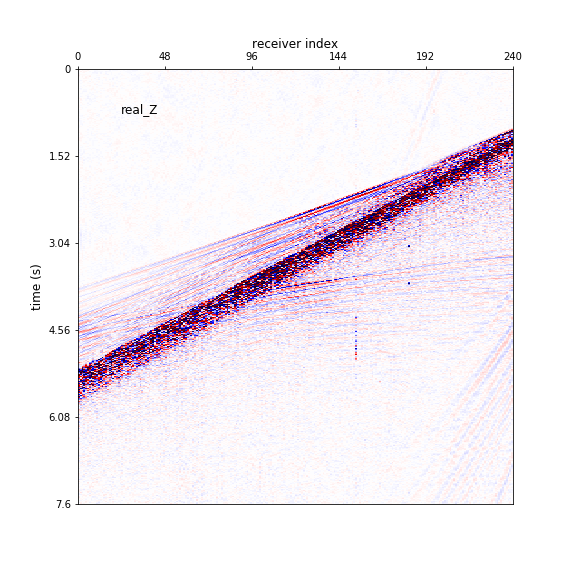 receiver index
0 48 96 144 192 240
real_Z
time (s)
0
1.52
3.04
4.56
6.08
7.6